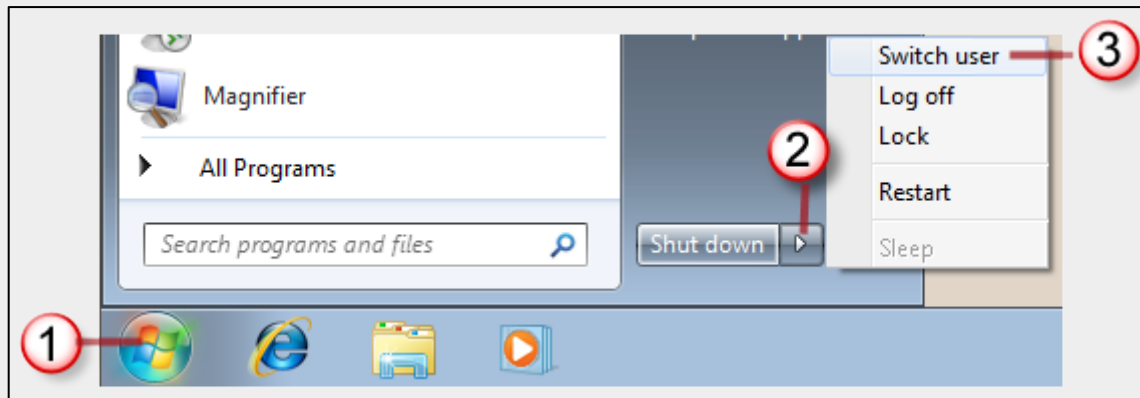 Switch user
3
Magnifier
Log off
Lock
2
All Programs
Restart
Search programs and files
Shut down
Sleep
1